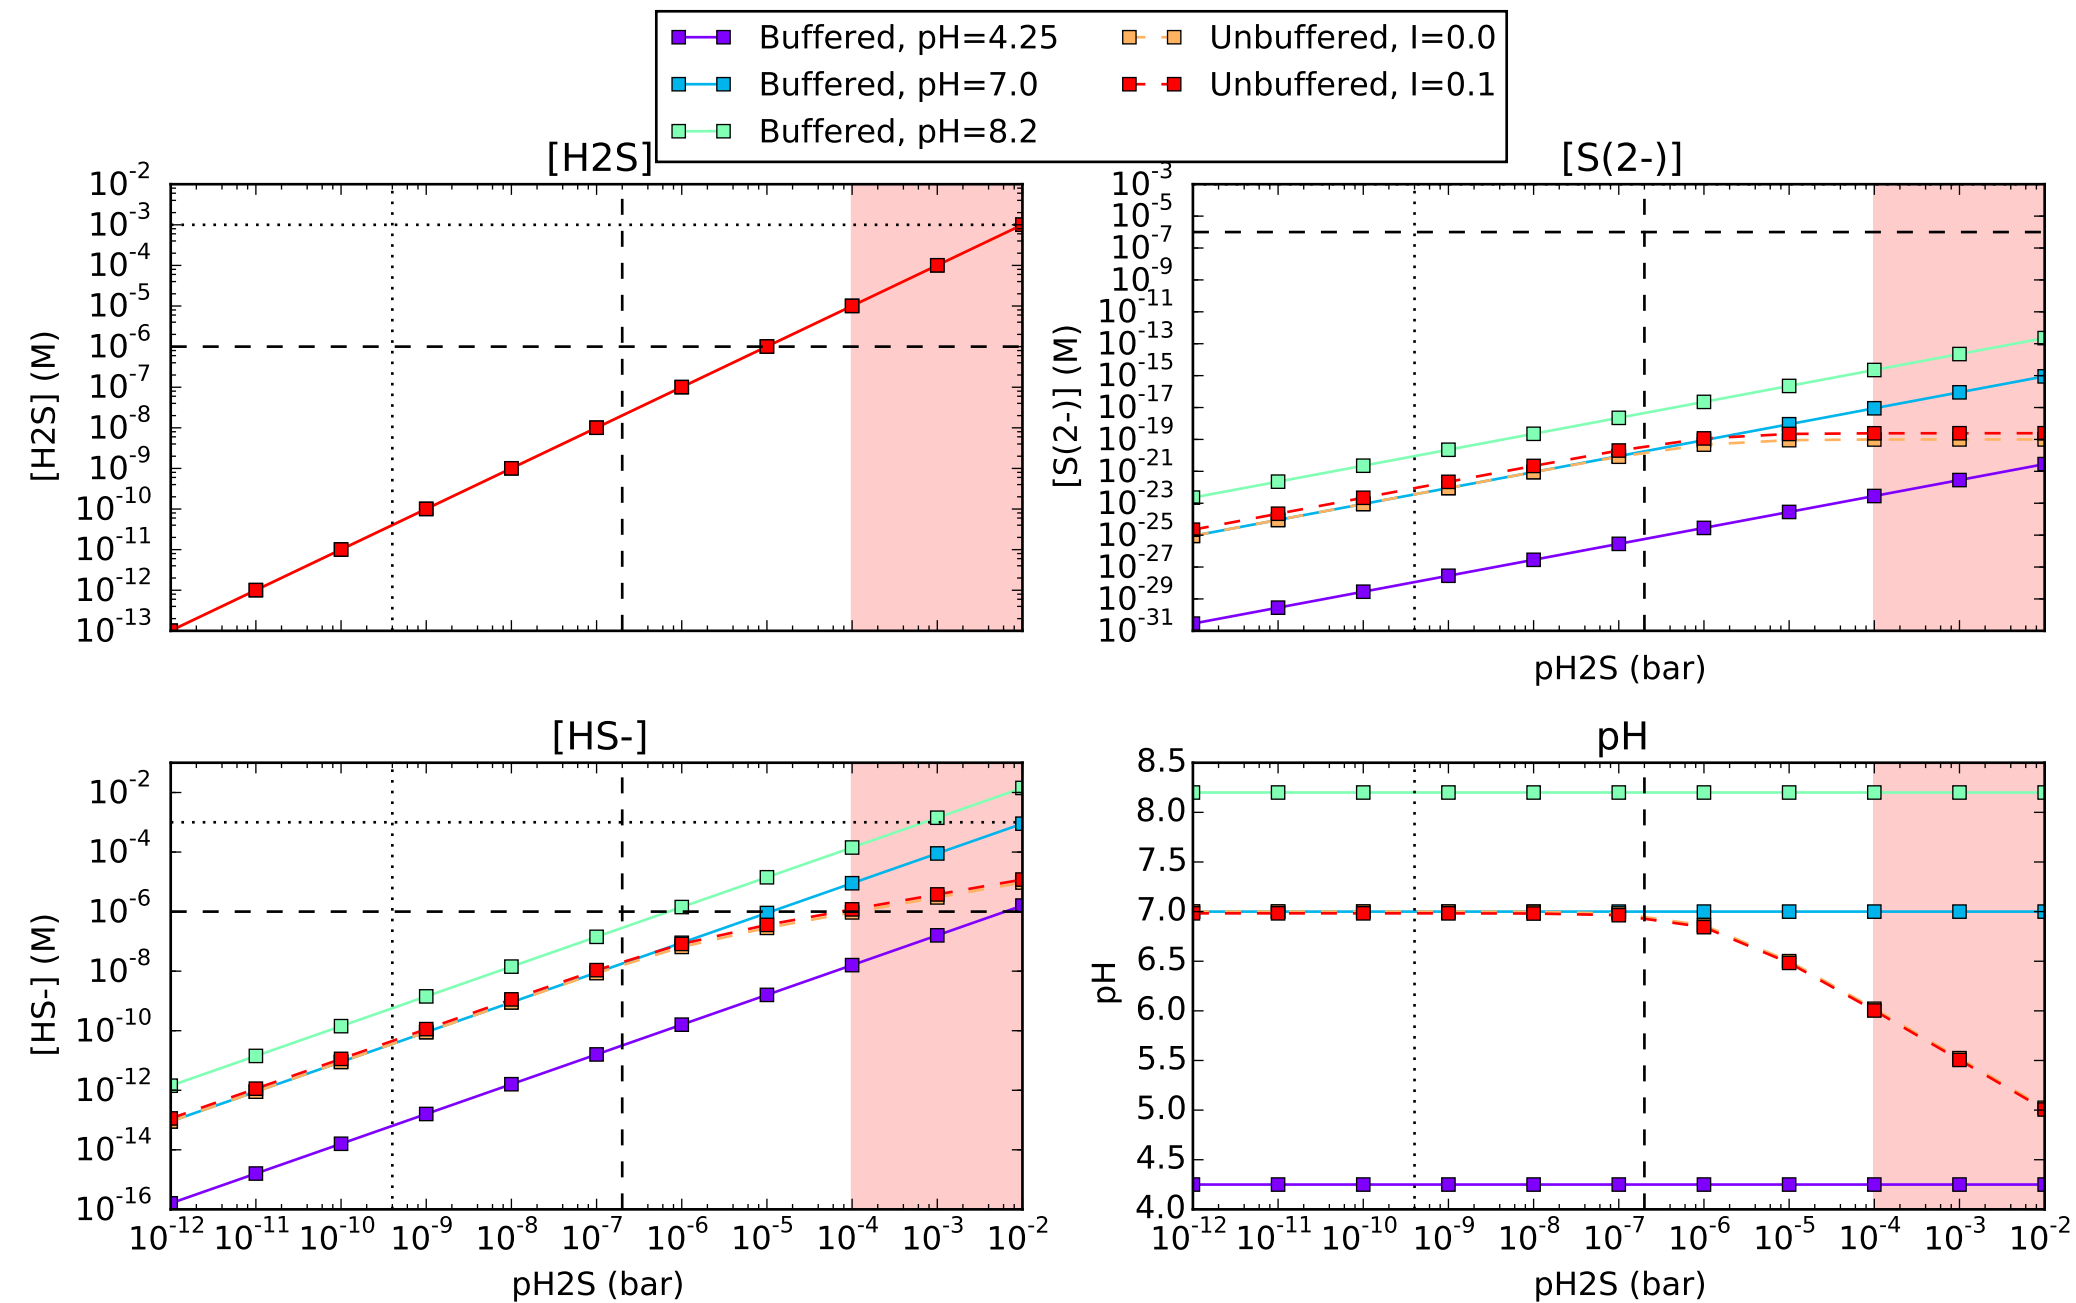 Buffered, pH=4.25
Buffered, pH=7.0
Buffered, pH=8.2
Unbuffered, I=0.0
Unbuffered, I=0.1
[H2S]
[H2S] (M)
10^-2
10^-3
10^-4
10^-5
10^-6
10^-7
10^-8
10^-9
10^-10
10^-11
10^-12
10^-13
[S(2-)]
[S(2-)] (M)
10^-3
10^-5
10^-7
10^-9
10^-11
10^-13
10^-15
10^-17
10^-19
10^-21
10^-23
10^-25
10^-27
10^-29
10^-31
pH2S (bar)
[HS-]
[HS-] (M)
10^-2
10^-4
10^-6
10^-8
10^-10
10^-12
10^-14
10^-16
10^-12 10^-11 10^-10 10^-9 10^-8 10^-7 10^-6 10^-5 10^-4 10^-3 10^-2
pH2S (bar)
pH
pH
8.5
8.0
7.5
7.0
6.5
6.0
5.5
5.0
4.5
4.0
10^-12 10^-11 10^-10 10^-9 10^-8 10^-7 10^-6 10^-5 10^-4 10^-3 10^-2
pH2S (bar)